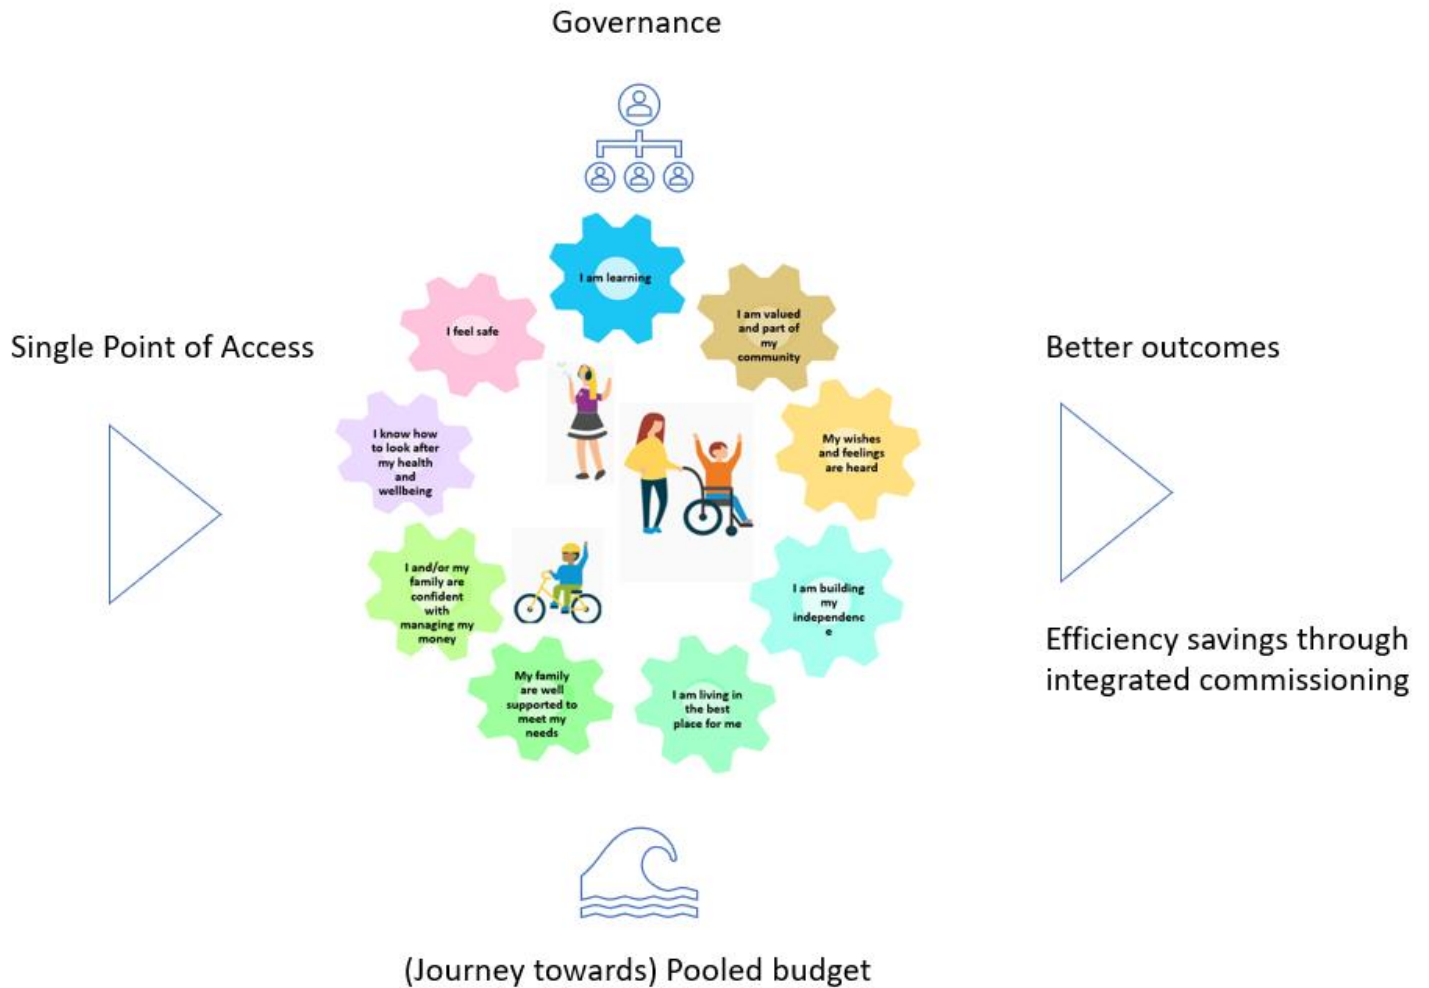 Governance
I am learning
I feel safe
I am valued
and part of
my
community
Single Point of Access
Better outcomes
I know how
to look after
my health
and
wellbeing
My wishes
and feelings
are heard
I and/or my
family are
confident
with
managing my
money
I am building
my
independenc
e
Efficiency savings through
integrated commissioning
My family
are well
supported to
meet my
needs
I am living in
the best
place for me
(Journey towards) Pooled budget